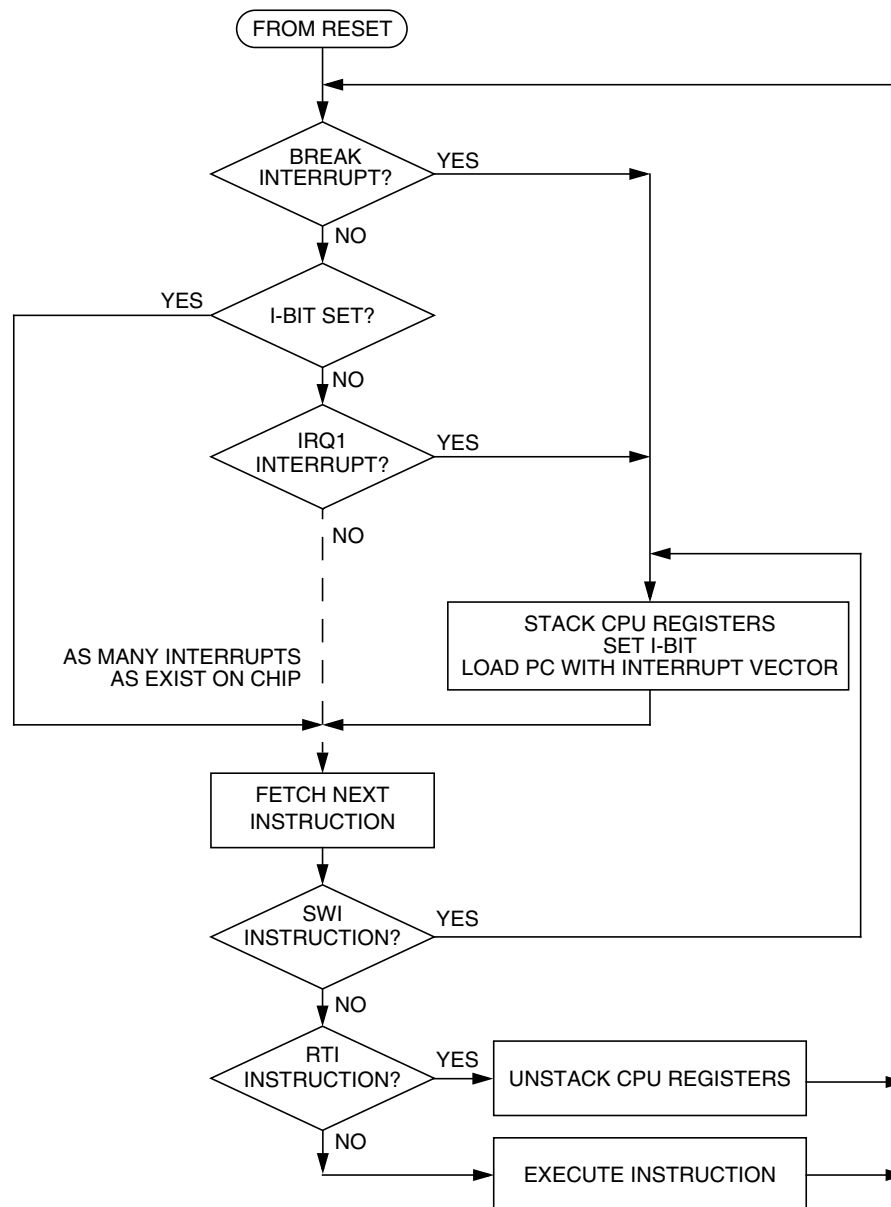 FROM RESET
BREAK
INTERRUPT?
YES
NO
YES
I-BIT SET?
NO
IRQ1
INTERRUPT?
YES
NO
STACK CPU REGISTERS
SET I-BIT
LOAD PC WITH INTERRUPT VECTOR
AS MANY INTERRUPTS
AS EXIST ON CHIP
FETCH NEXT
INSTRUCTION
SWI
INSTRUCTION?
YES
NO
RTI
INSTRUCTION?
YES
UNSTACK CPU REGISTERS
NO
EXECUTE INSTRUCTION